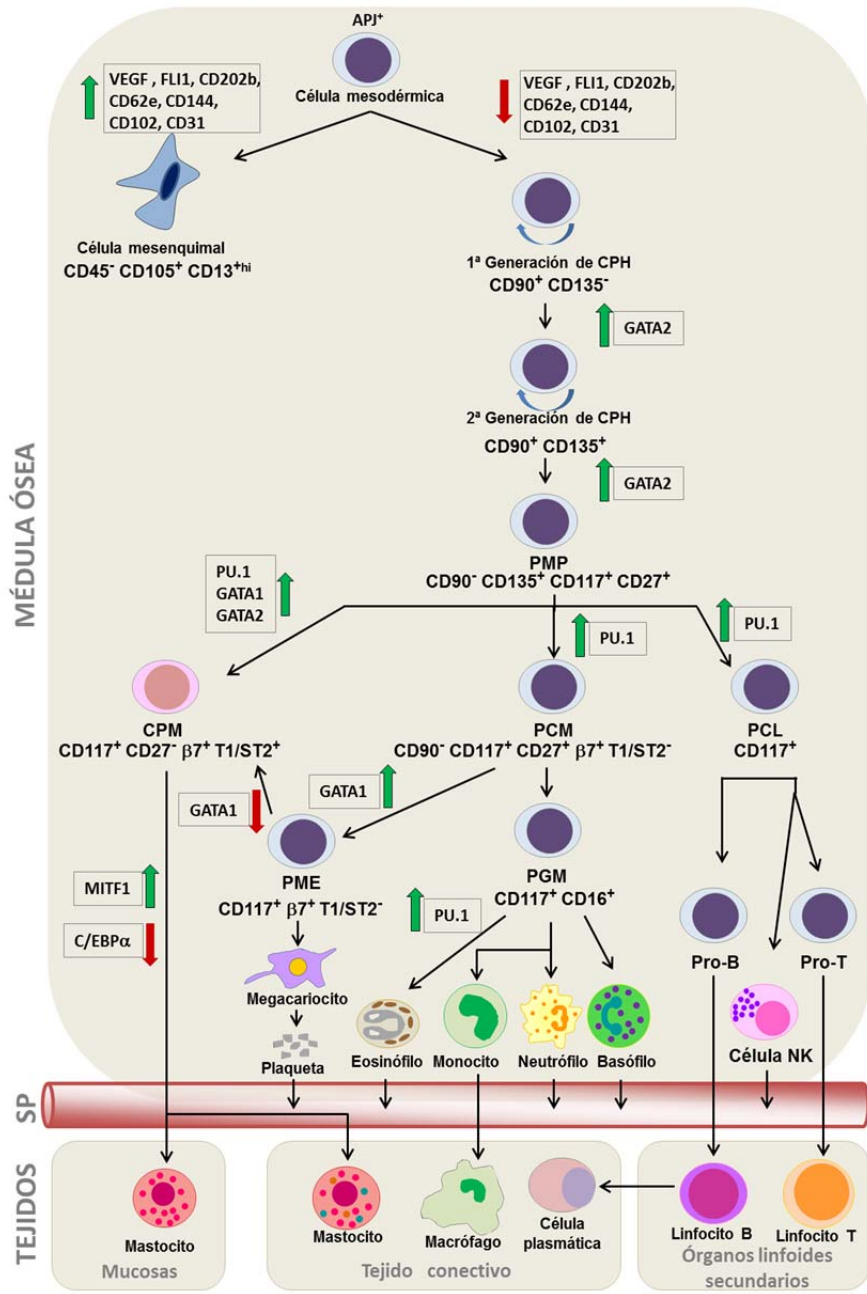 APJ⁺
Célula mesodérmica
VEGF , FLI1, CD202b,
CD62e, CD144,
CD102, CD31
VEGF , FLI1, CD202b,
CD62e, CD144,
CD102, CD31
Célula mesenquimal
CD45⁻ CD105⁺ CD13⁺ʰⁱ
1ª Generación de CPH
CD90⁺ CD135⁻
GATA2
2ª Generación de CPH
CD90⁺ CD135⁺
GATA2
PMP
CD90⁻ CD135⁺ CD117⁺ CD27⁺
PU.1
GATA1
GATA2
PU.1
PU.1
CPM
CD117⁺ CD27⁻ β7⁺ T1/ST2⁺
PCM
CD90⁻ CD117⁺ CD27⁺ β7⁺ T1/ST2⁻
PCL
CD117⁺
GATA1
GATA1
PME
CD117⁺ β7⁺ T1/ST2⁻
PGM
CD117⁺ CD16⁺
MITF1
C/EBPα
PU.1
Pro-B
Pro-T
Megacariocito
Plaqueta
Eosinófilo
Monocito
Neutrófilo
Basófilo
Célula NK
MÉDULA ÓSEA
SP
TEJIDOS
Mastocito
Mucosas
Mastocito
Macrófago
Célula
plasmática
Tejido conectivo
Linfocito B
Linfocito T
Órganos linfoides
secundarios